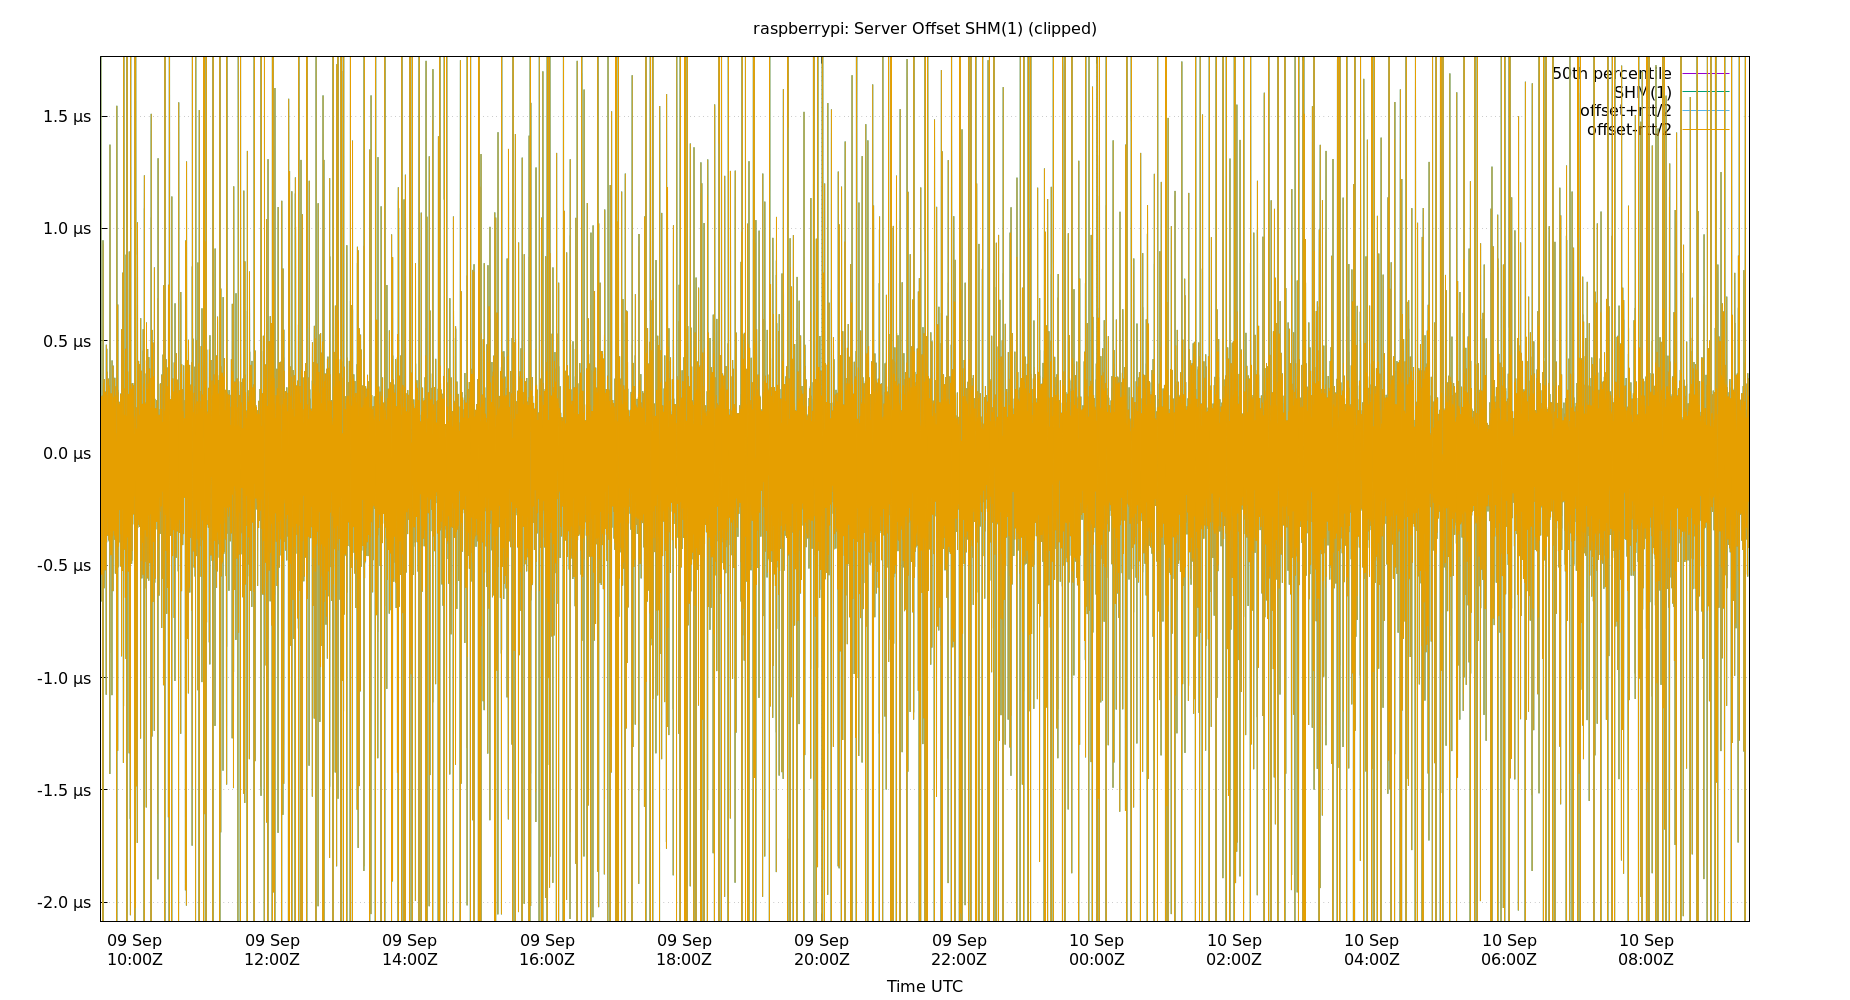 raspberrypi: Server Offset SHM(1) (clipped)
50th percentile
SHM(1)
offset+rtt/2
offset-rtt/2
1.5 µs
1.0 µs
0.5 µs
0.0 µs
-0.5 µs
-1.0 µs
-1.5 µs
-2.0 µs
09 Sep 09 Sep 09 Sep 09 Sep 09 Sep 09 Sep 09 Sep 10 Sep 10 Sep 10 Sep 10 Sep 10 Sep
10:00Z 12:00Z 14:00Z 16:00Z 18:00Z 20:00Z 22:00Z 00:00Z 02:00Z 04:00Z 06:00Z 08:00Z
Time UTC